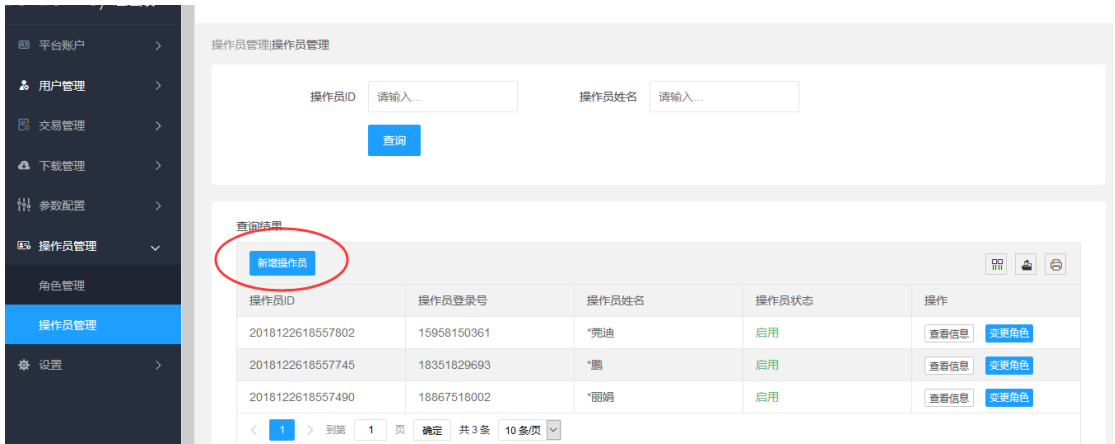 平台账户
用户管理
交易管理
下载管理
参数配置
操作员管理
角色管理
操作员管理
设置
操作员管理|操作员管理
操作员ID 请输入... 操作员姓名 请输入...
查询
查询结果
新增操作员
操作员ID 操作员登录号 操作员姓名 操作员状态 操作
2018122618557802 15958150361 *莞迪 启用 查看信息 变更角色
2018122618557745 18351829693 *鹏 启用 查看信息 变更角色
2018122618557490 18867518002 *丽娟 启用 查看信息 变更角色
1 到第 1 页 确定 共3条 10条/页